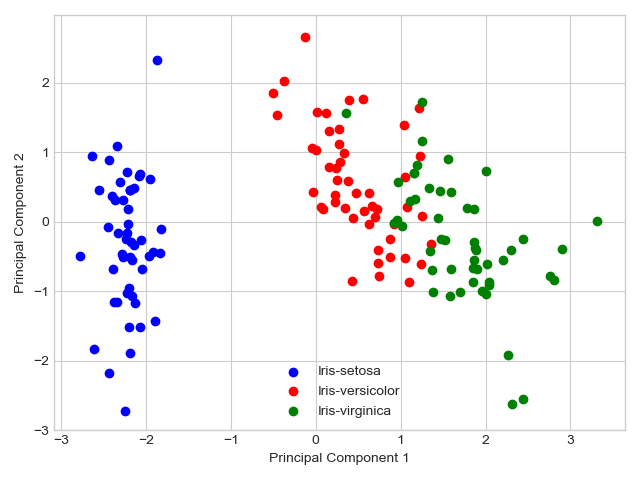 Principal Component 2
2
1
0
−1
−2
−3
−3
−2
−1
0
1
2
3
Principal Component 1
Iris-setosa
Iris-versicolor
Iris-virginica